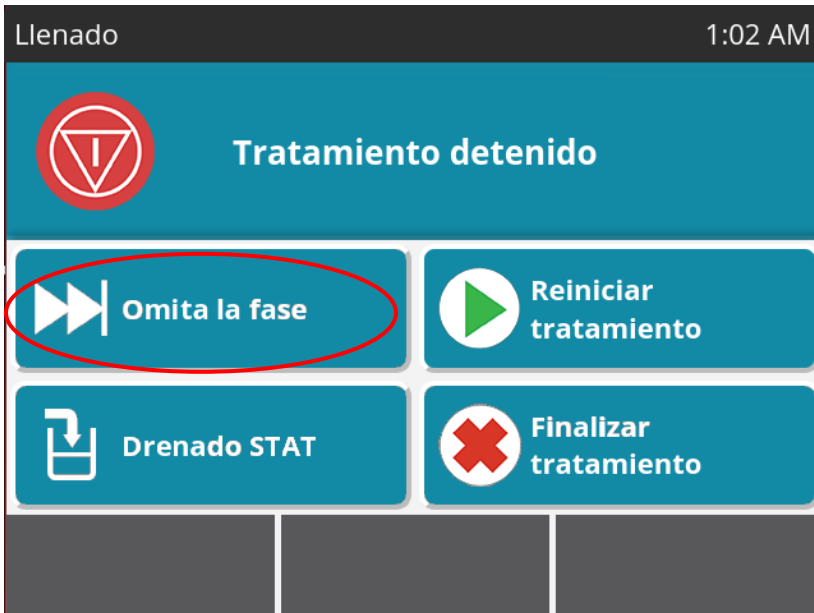 Llenado
1:02 AM
Tratamiento detenido
Omita la fase
Reiniciar
tratamiento
Drenado STAT
Finalizar
tratamiento